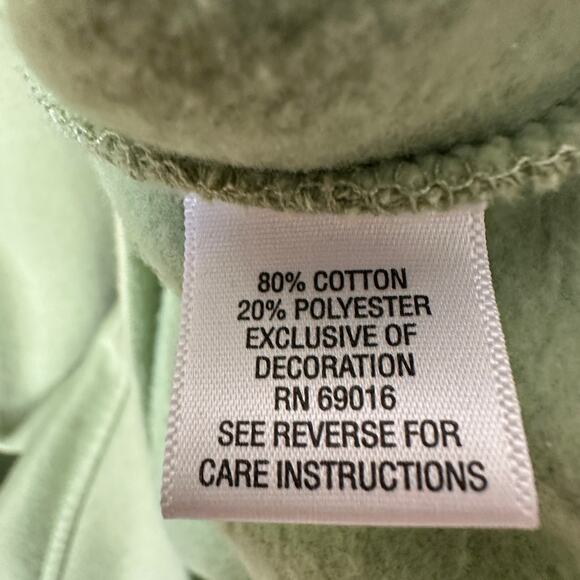 80% COTTON
20% POLYESTER
EXCLUSIVE OF
DECORATION
RN 69016
SEE REVERSE FOR
CARE INSTRUCTIONS